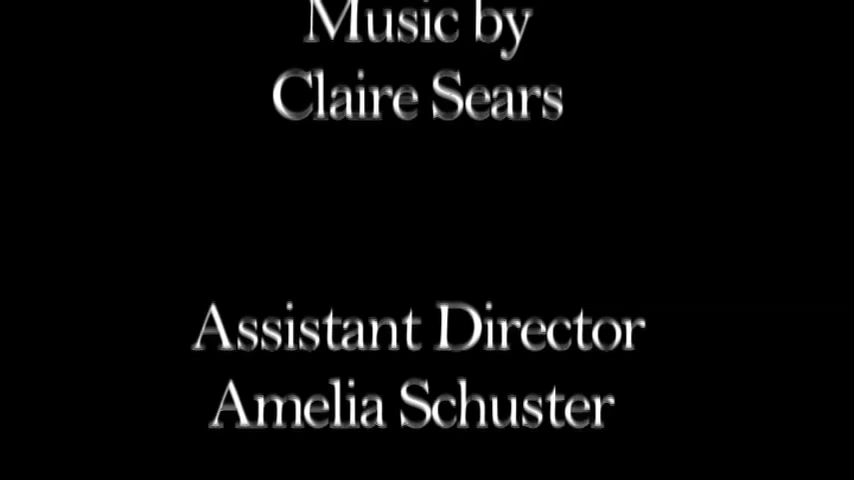 Music by
Claire Sears
Assistant Director
Amelia Schuster